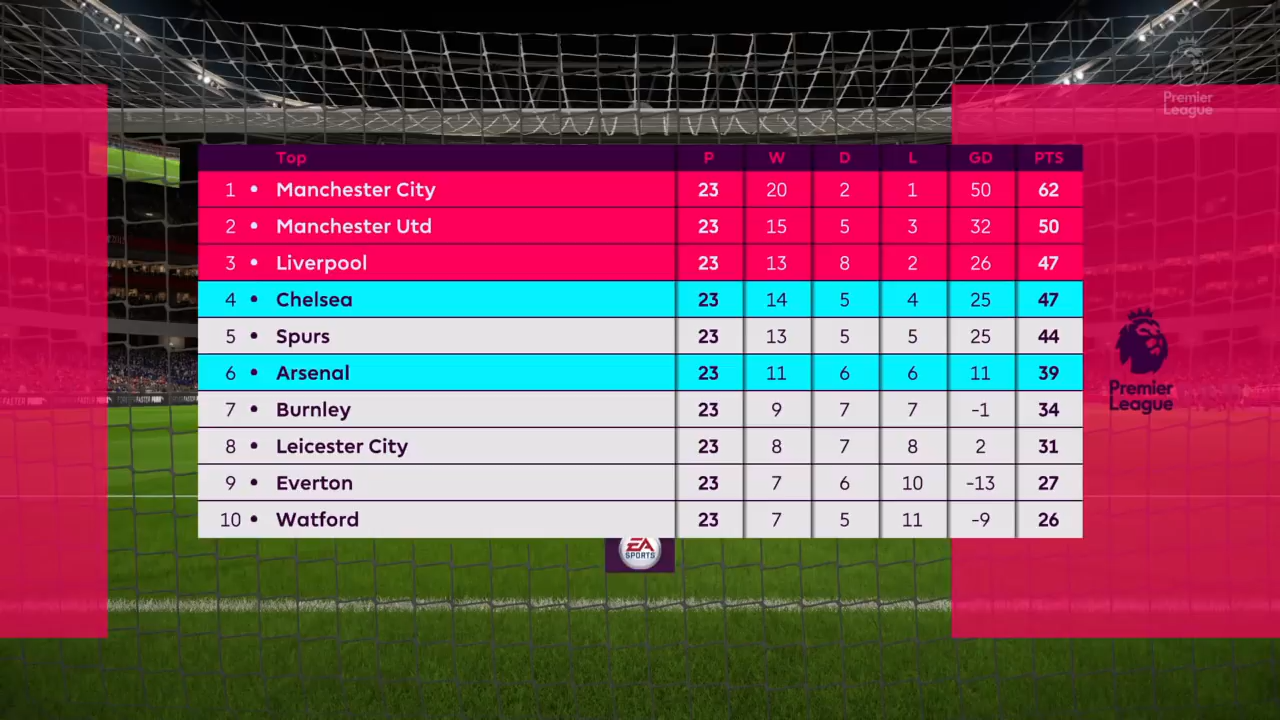 Premier
League
Top P W D L GD PTS
1 • Manchester City 23 20 2 1 50 62
2 • Manchester Utd 23 15 5 3 32 50
3 • Liverpool 23 13 8 2 26 47
4 • Chelsea 23 14 5 4 25 47
5 • Spurs 23 13 5 5 25 44
6 • Arsenal 23 11 6 6 11 39
7 • Burnley 23 9 7 7 -1 34
8 • Leicester City 23 8 7 8 2 31
9 • Everton 23 7 6 10 -13 27
10 • Watford 23 7 5 11 -9 26
Premier
League
EA
SPORTS